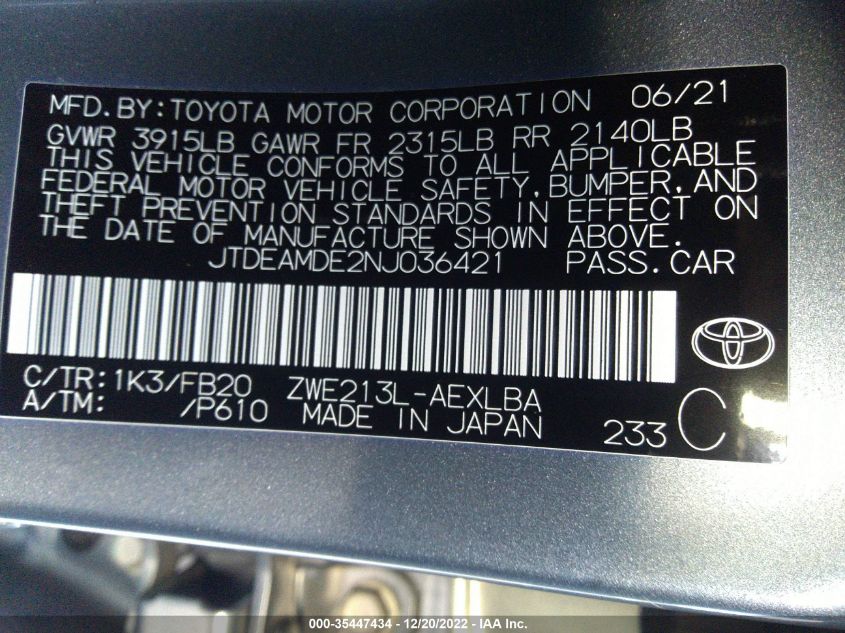 MFD. BY: TOYOTA MOTOR CORPORATION 06/21
GVWR 3915LB GAWR FR 2315LB RR 2140LB
THIS VEHICLE CONFORMS TO ALL APPLICABLE
FEDERAL MOTOR VEHICLE SAFETY, BUMPER, AND
THEFT PREVENTION STANDARDS IN EFFECT ON
THE DATE OF MANUFACTURE SHOWN ABOVE.
JTDEAMDE2NJ036421 PASS. CAR
C/TR: 1K3/FB20 ZWE213L-AEXLBA
A/TM: /P610 MADE IN JAPAN 233 C
000-35447434 - 12/20/2022 - IAA Inc.